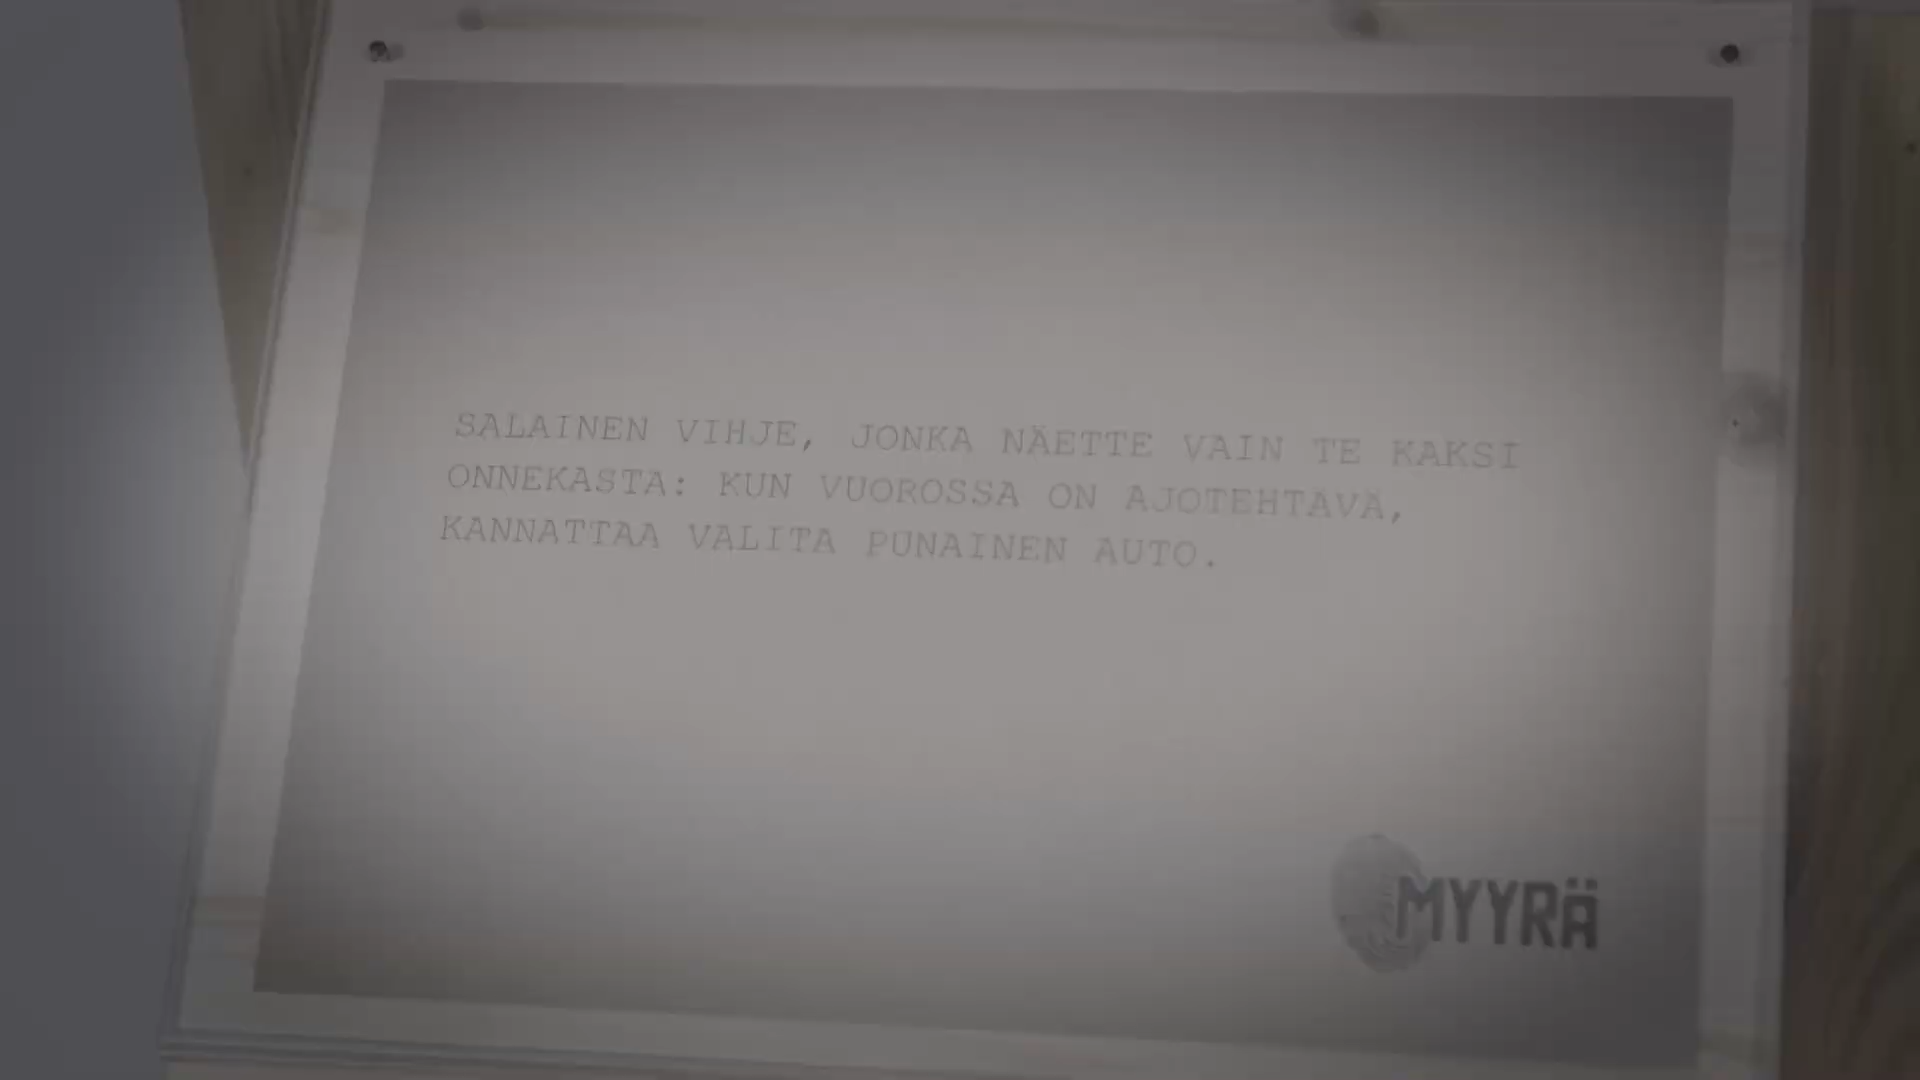 SALAINEN VIHJE, JONKA NÄETTE VAIN TE KAKSI
ONNEKASTA: KUN VUOROSSA ON AJOTEHTÄVÄ,
KANNATTAA VALITA PUNAINEN AUTO.
MYYRÄ